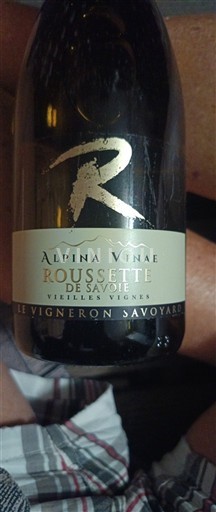 R
ALPINA VINAE
ROUSSETTE
DE SAVOIE
VIEILLES VIGNES
LE VIGNERON SAVOYARD